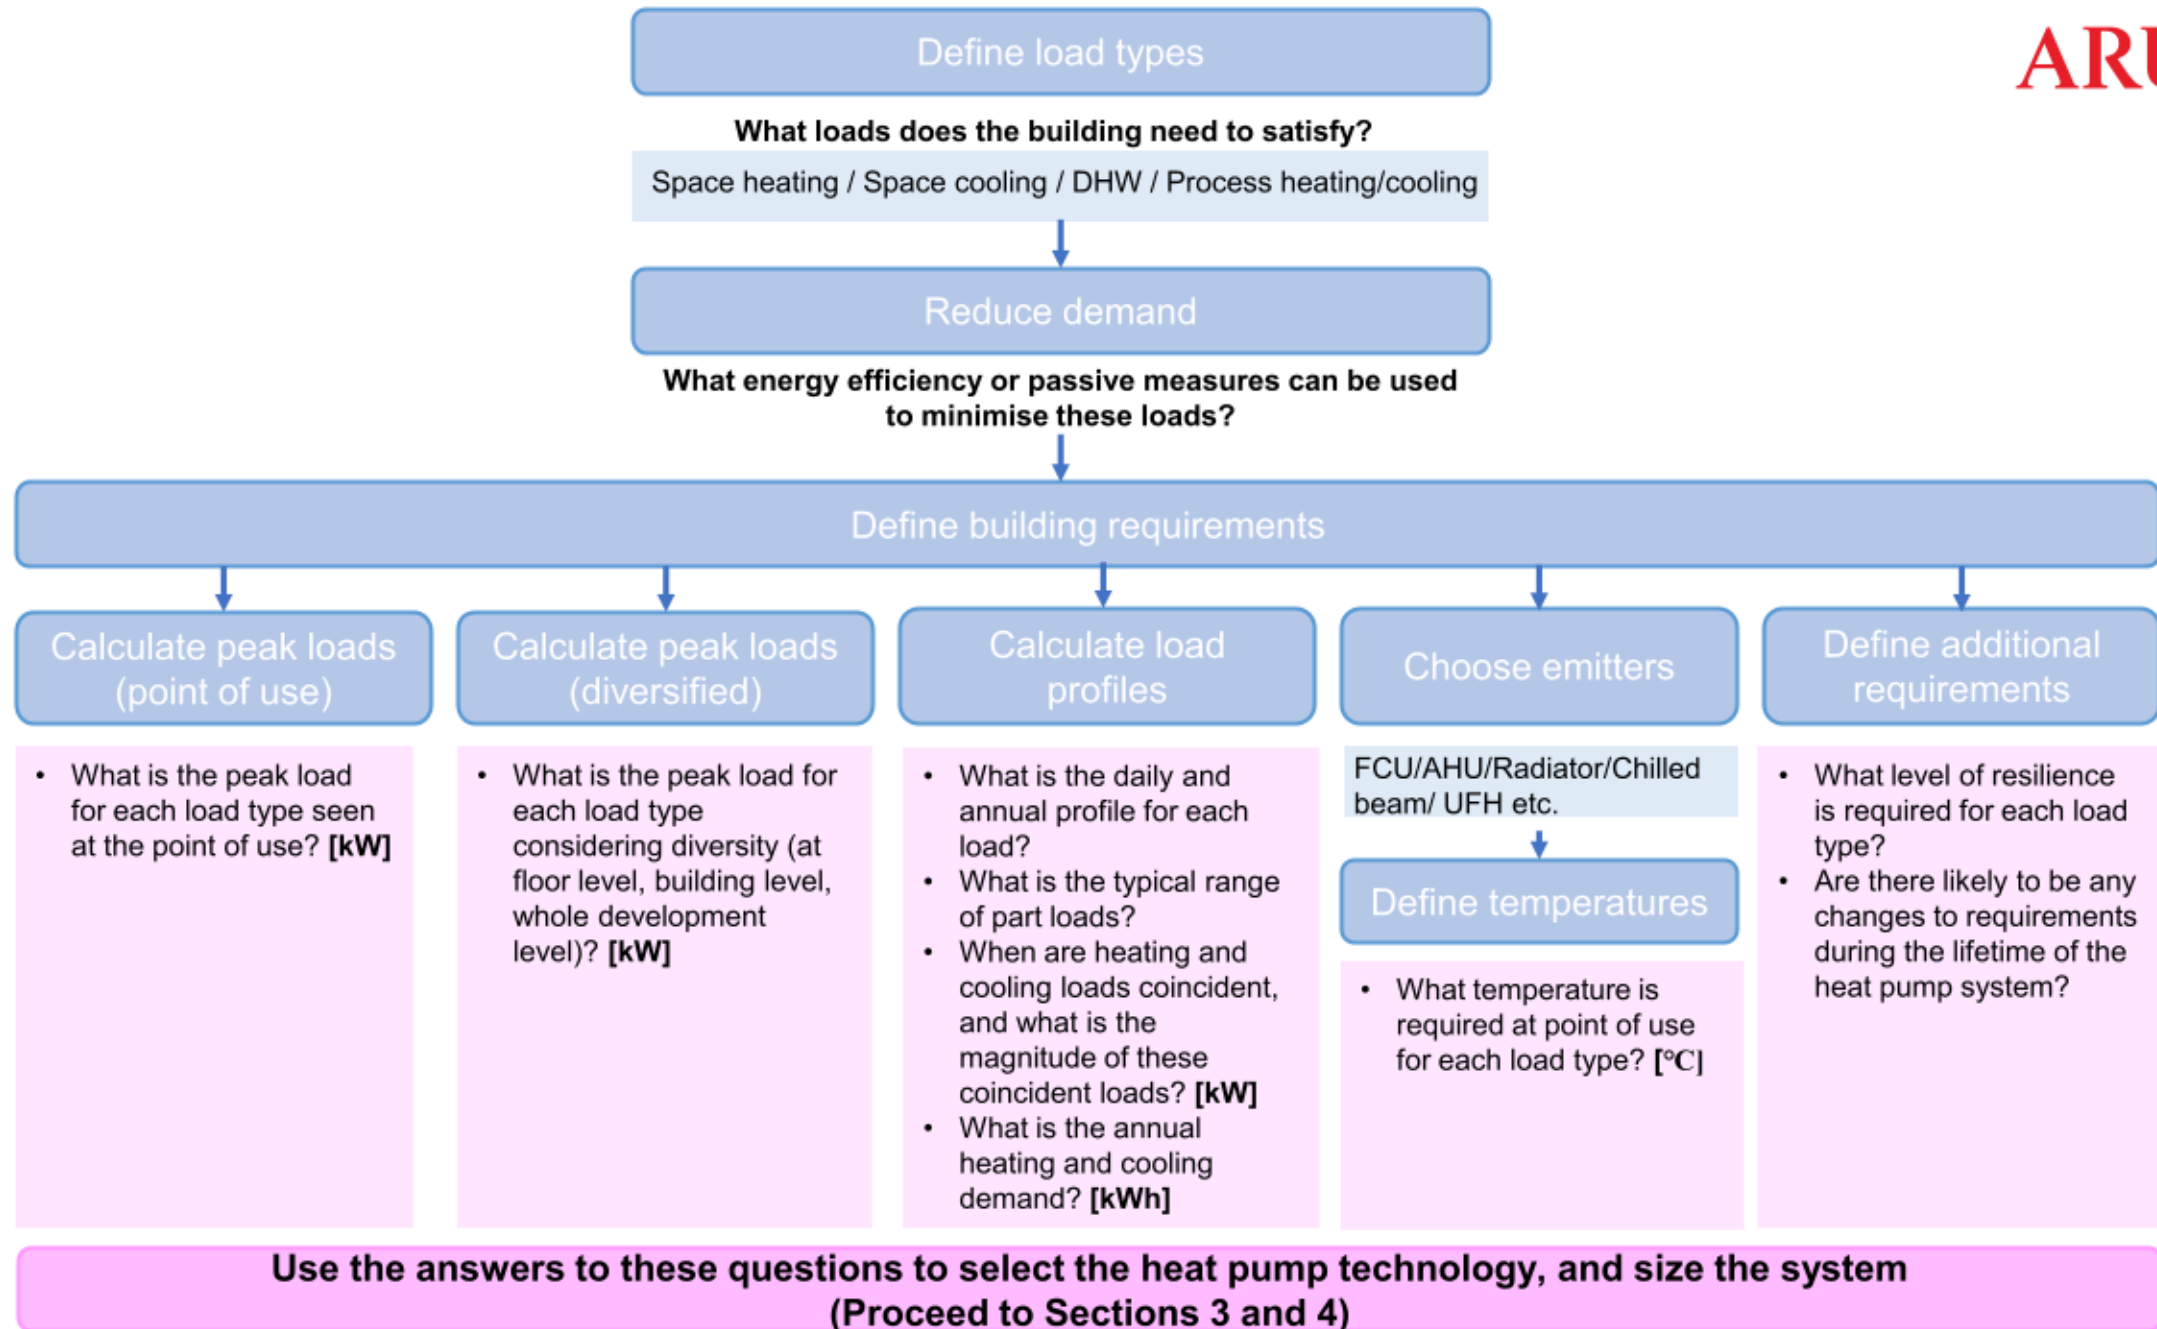 Define load types
ARU
What loads does the building need to satisfy?
Space heating / Space cooling / DHW / Process heating/cooling
Reduce demand
What energy efficiency or passive measures can be used
to minimise these loads?
Define building requirements
Calculate peak loads
(point of use)
• What is the peak load
for each load type seen
at the point of use? [kW]
Calculate peak loads
(diversified)
• What is the peak load for
each load type
considering diversity (at
floor level, building level,
whole development
level)? [kW]
Calculate load
profiles
• What is the daily and
annual profile for each
load?
• What is the typical range
of part loads?
• When are heating and
cooling loads coincident,
and what is the
magnitude of these
coincident loads? [kW]
• What is the annual
heating and cooling
demand? [kWh]
Choose emitters
FCU/AHU/Radiator/Chilled
beam/ UFH etc.
Define temperatures
• What temperature is
required at point of use
for each load type? [°C]
Define additional
requirements
• What level of resilience
is required for each load
type?
• Are there likely to be any
changes to requirements
during the lifetime of the
heat pump system?
Use the answers to these questions to select the heat pump technology, and size the system
(Proceed to Sections 3 and 4)